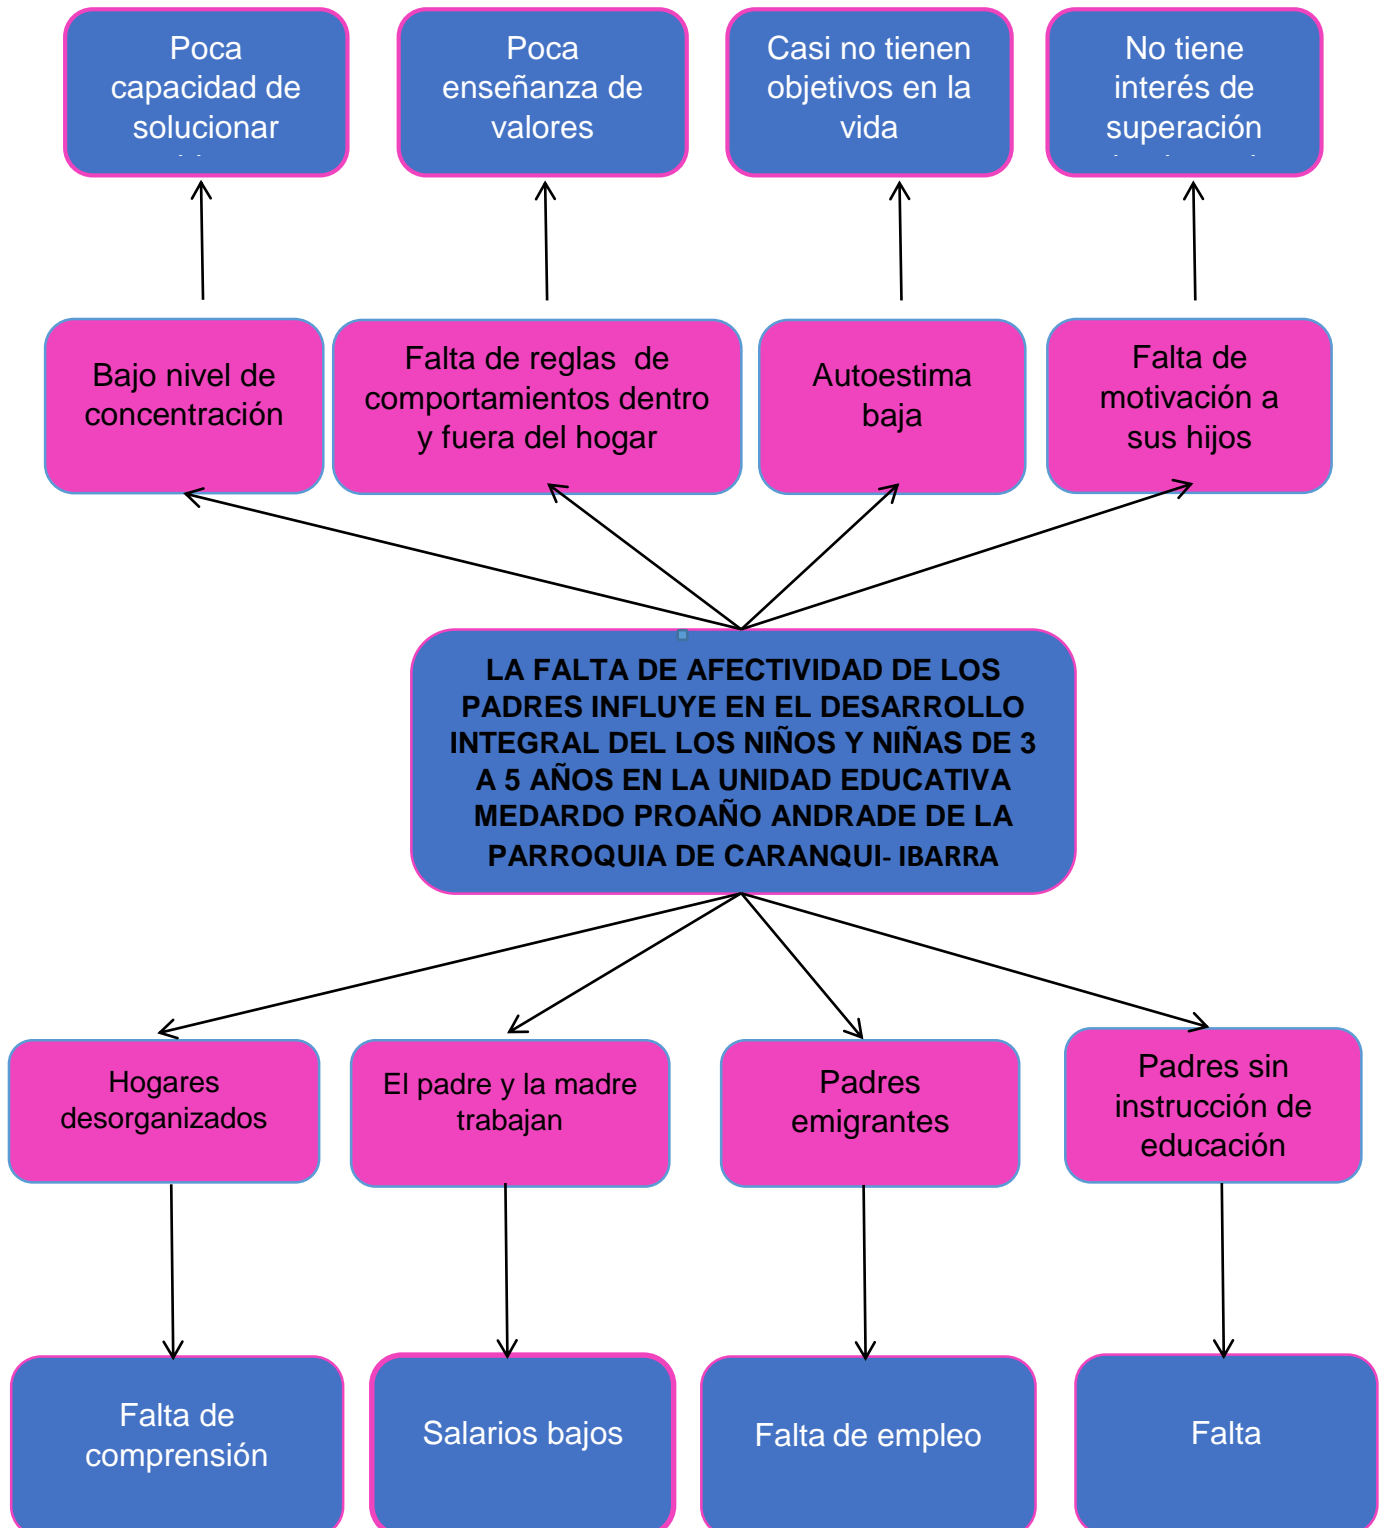 Poca
capacidad de
solucionar
Poca
enseñanza de
valores
Casi no tienen
objetivos en la
vida
No tiene
interés de
superación
Bajo nivel de
concentración
Falta de reglas  de
comportamientos dentro
y fuera del hogar
Autoestima
baja
Falta de
motivación a
sus hijos
LA FALTA DE AFECTIVIDAD DE LOS
PADRES INFLUYE EN EL DESARROLLO
INTEGRAL DEL LOS NIÑOS Y NIÑAS DE 3
A 5 AÑOS EN LA UNIDAD EDUCATIVA
MEDARDO PROAÑO ANDRADE DE LA
PARROQUIA DE CARANQUI- IBARRA
Hogares
desorganizados
El padre y la madre
trabajan
Padres
emigrantes
Padres sin
instrucción de
educación
Falta de
comprensión
Salarios bajos
Falta de empleo
Falta